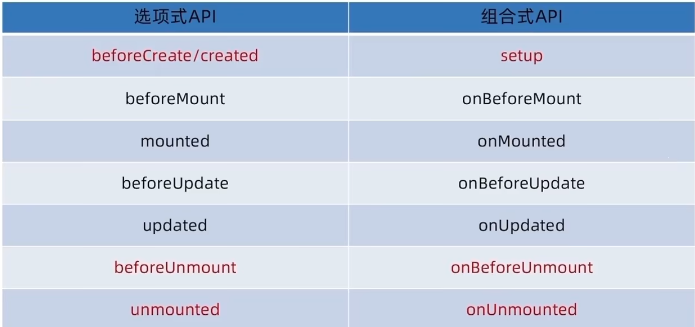 选项式API 组合式API
beforeCreate/created setup
beforeMount onBeforeMount
mounted onMounted
beforeUpdate onBeforeUpdate
updated onUpdated
beforeUnmount onBeforeUnmount
unmounted onUnmounted